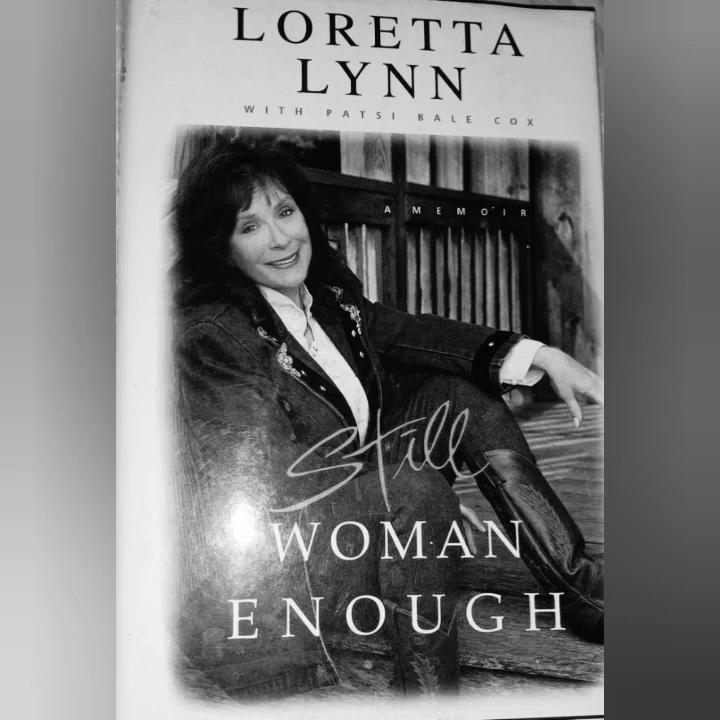 LORETTA
LYNN
WITH PATSI BALE COX
A MEMOIR
Still
WOMAN
ENOUGH